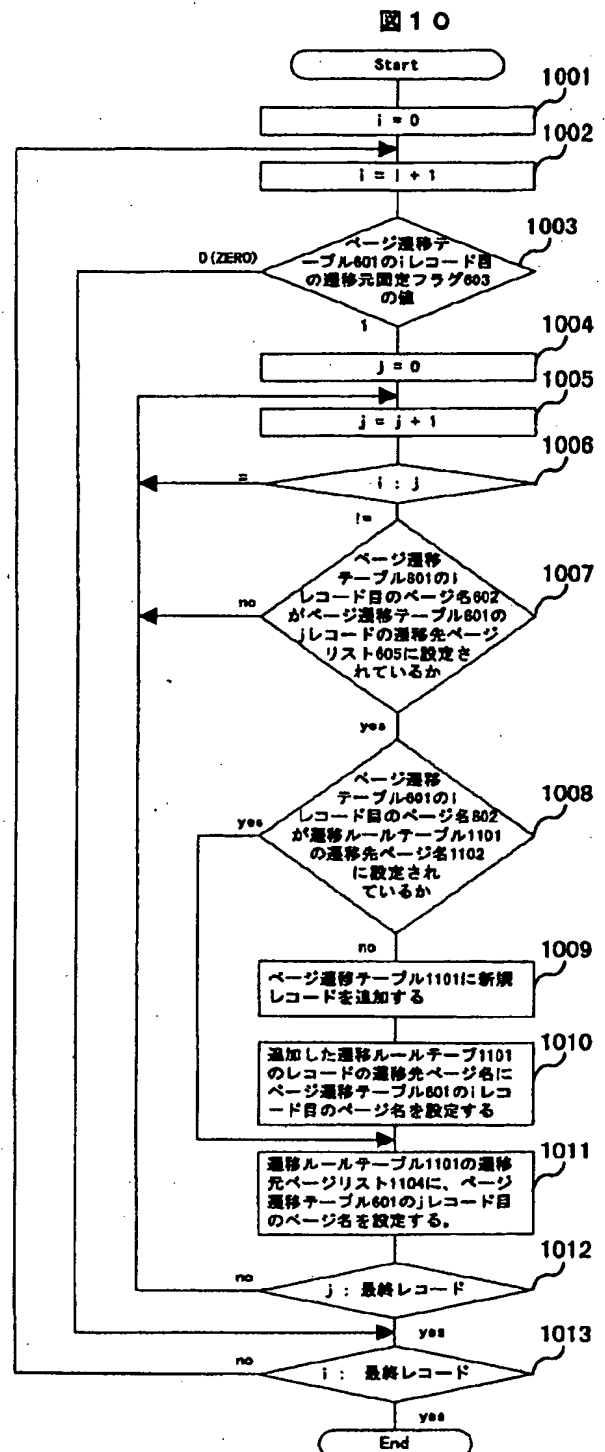 図10
Start
1001
i = 0
1002
i = i + 1
1003
ページ遷移テ
ーブル601のiレコード目
の遷移元固定フラグ603
の値
0(ZERO)
1
1004
j = 0
1005
j = j + 1
1006
i : j
=
!=
1007
ページ遷移
テーブル601のi
レコード目のページ名602
がページ遷移テーブル601の
jレコードの遷移先ページ
リスト605に設定さ
れているか
no
yes
1008
ページ遷移
テーブル601のi
レコード目のページ名602
が遷移ルールテーブル1101
の遷移先ページ名1102
に設定され
ているか
yes
no
1009
ページ遷移テーブル1101に新規
レコードを追加する
1010
追加した遷移ルールテーブ1101
のレコードの遷移先ページ名に
ページ遷移テーブル601のiレコ
ード目のページ名を設定する
1011
遷移ルールテーブル1101の遷移
元ページリスト1104に、ページ
遷移テーブル601のjレコード目
のページ名を設定する。
1012
j : 最終レコード
no
yes
1013
i : 最終レコード
no
yes
End